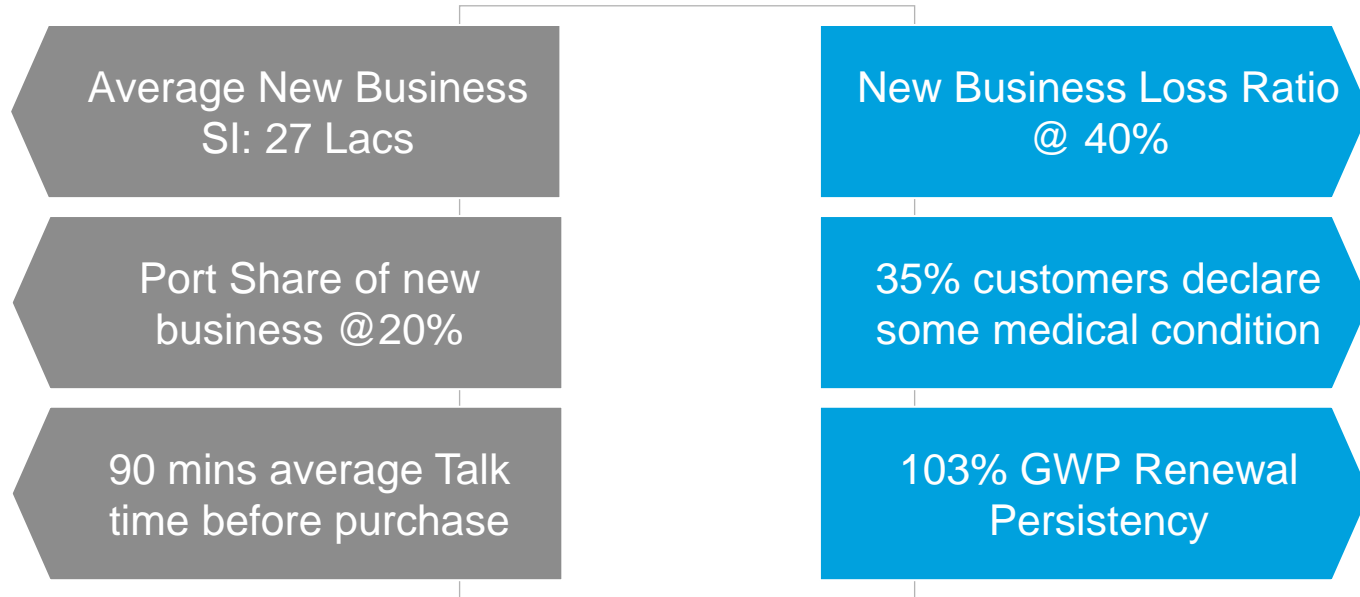 Average New Business
SI: 27 Lacs
New Business Loss Ratio
@ 40%
Port Share of new
business @20%
35% customers declare
some medical condition
90 mins average Talk
time before purchase
103% GWP Renewal
Persistency